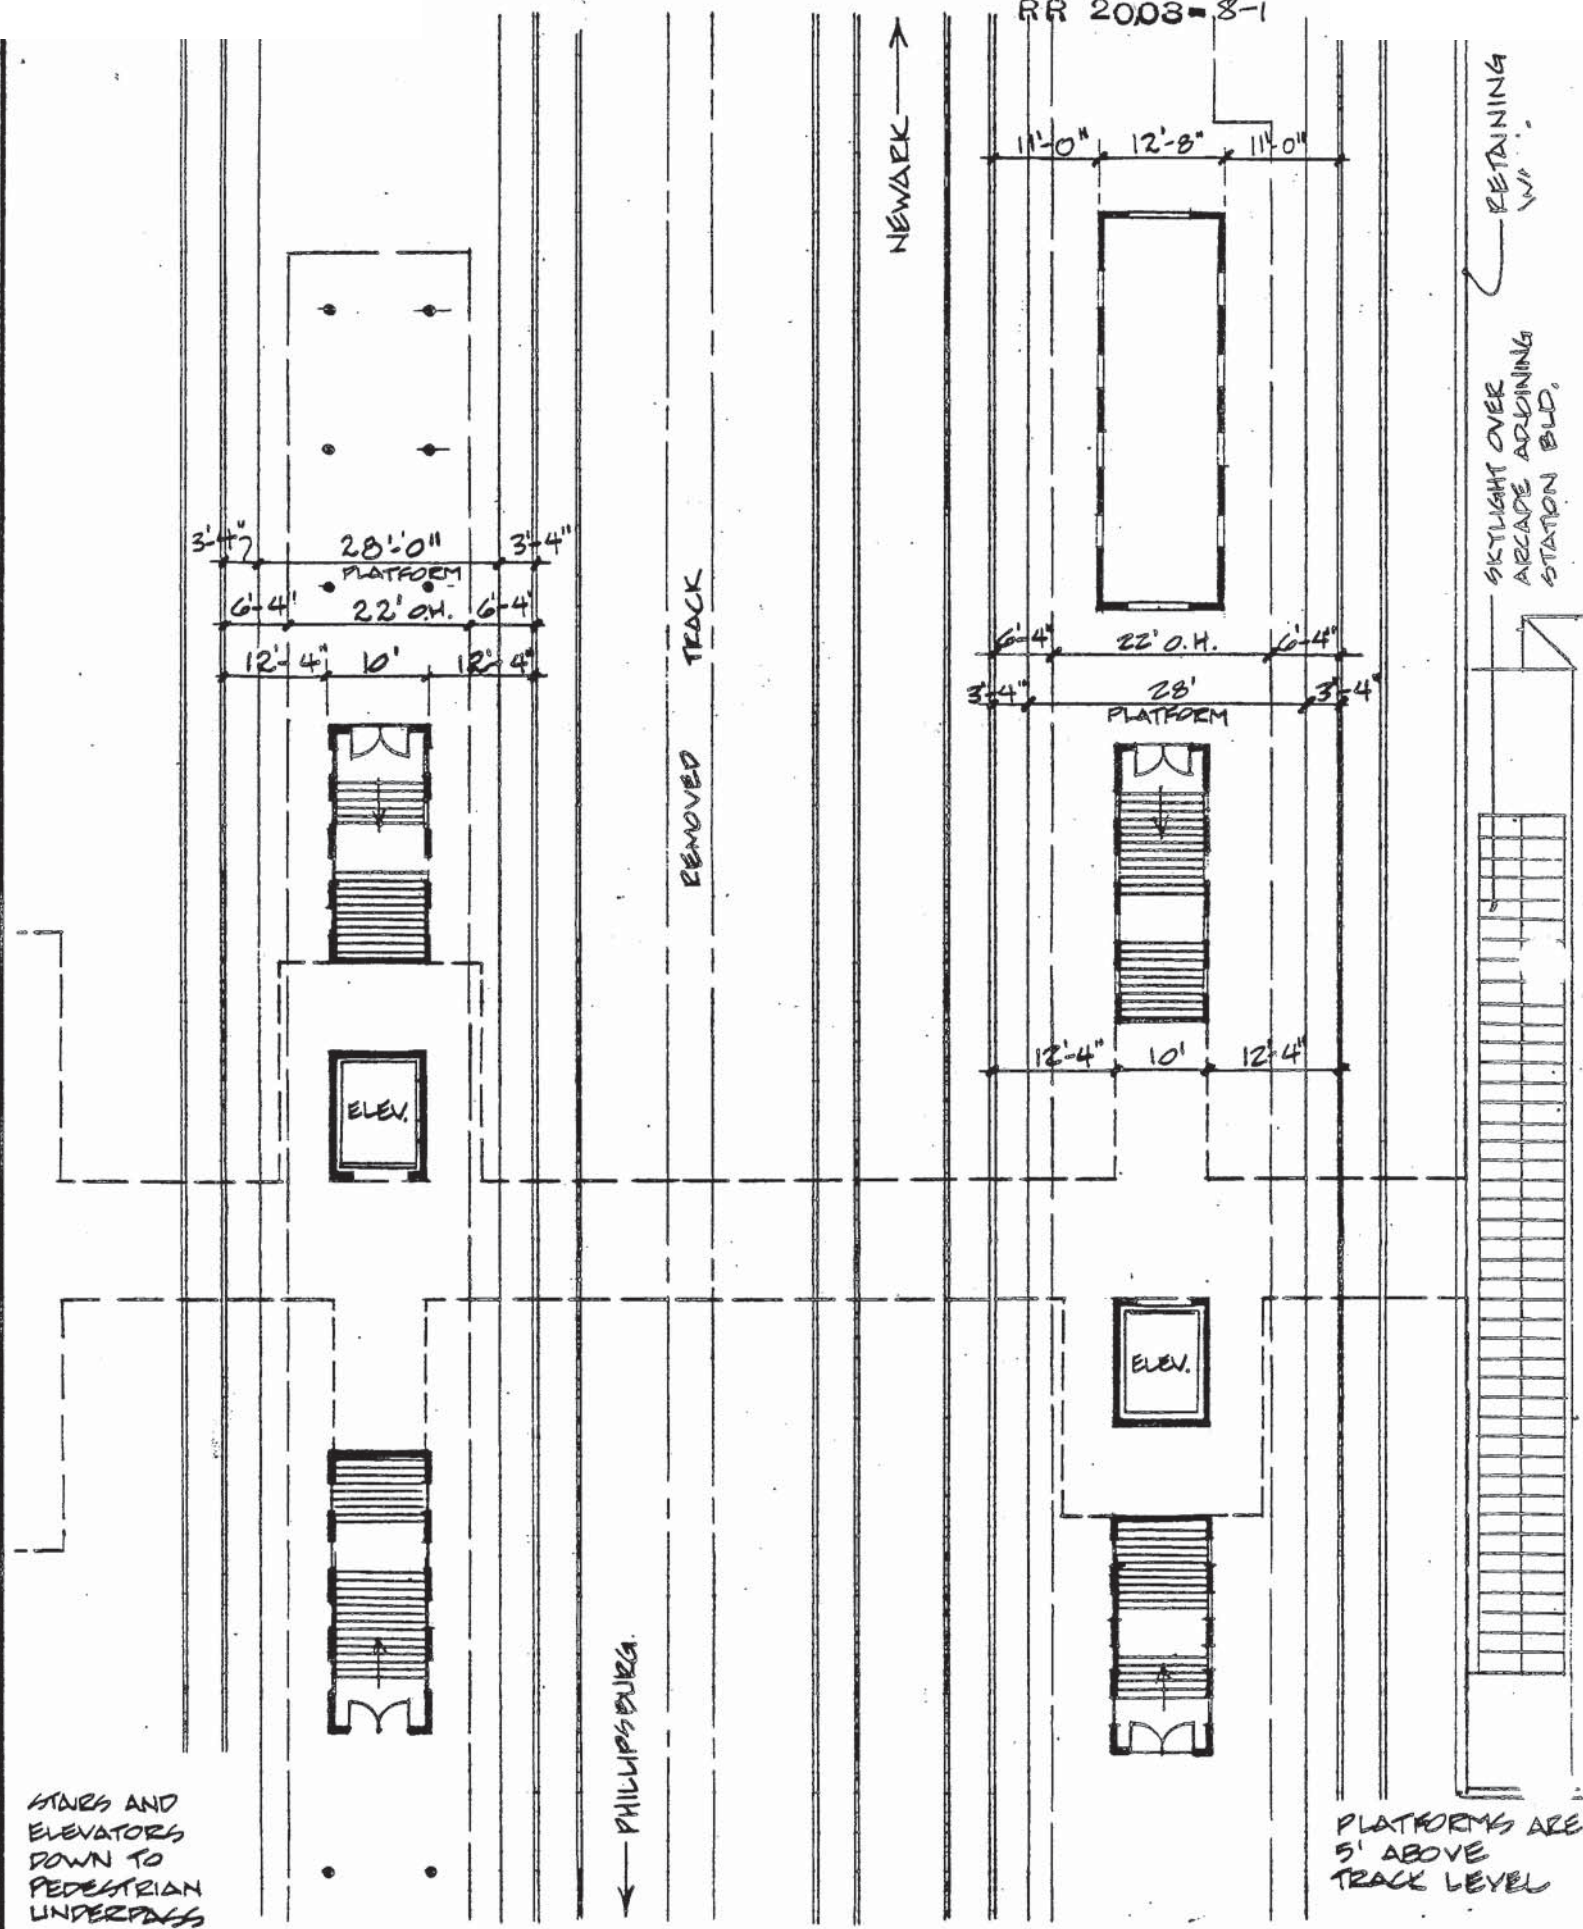 RR 2003-8-1
NEWARK
11'-0" 12'-8" 11'-0"
RETAINING
SKYLIGHT OVER
ARCADE ADJOINING
STATION BLD.
3'-4" 28'-0" 3'-4"
PLATFORM
6'-4" 22' O.H. 6'-4"
12'-4" 10' 12'-4"
REMOVED TRACK
6'-4" 22' O.H. 6'-4"
3'-4" 28' 3'-4"
PLATFORM
12'-4" 10' 12'-4"
ELEV.
ELEV.
PHILLIPSBURG.
STAIRS AND
ELEVATORS
DOWN TO
PEDESTRIAN
UNDERPASS
PLATFORMS ARE
5' ABOVE
TRACK LEVEL